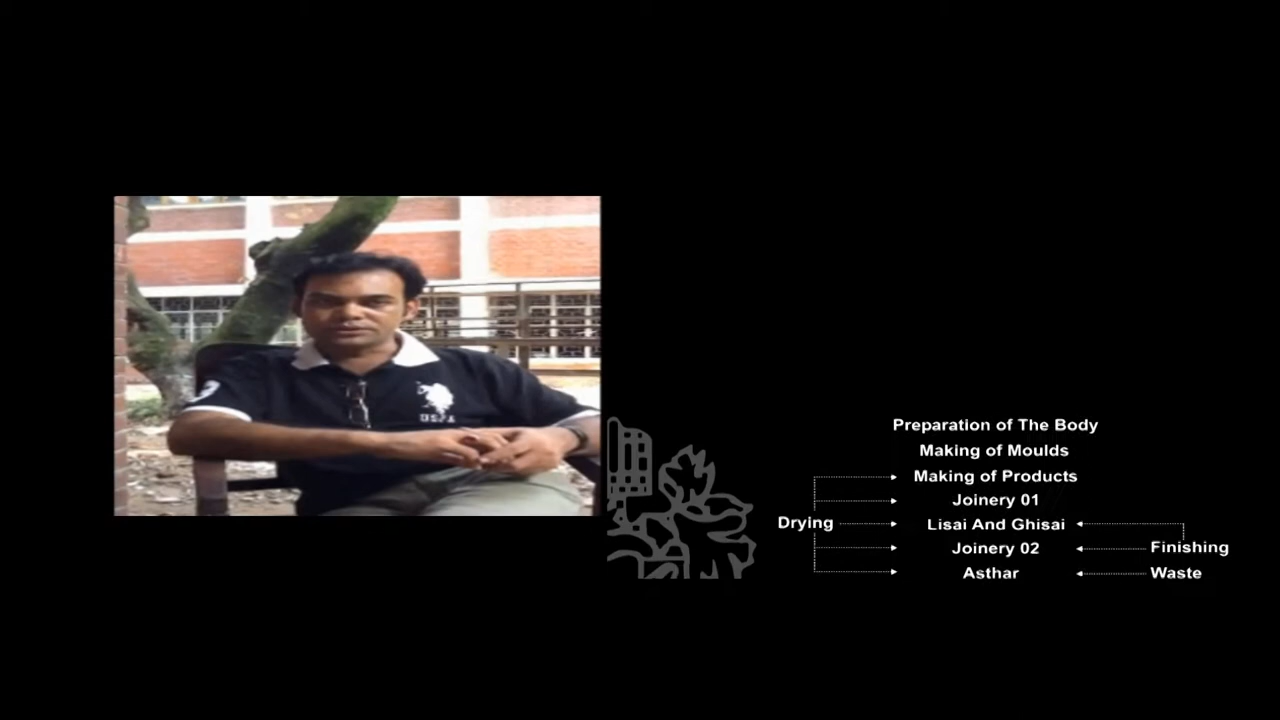 USPA
Preparation of The Body
Making of Moulds
Making of Products
Joinery 01
Drying
Lisai And Ghisai
Joinery 02
Finishing
Asthar
Waste